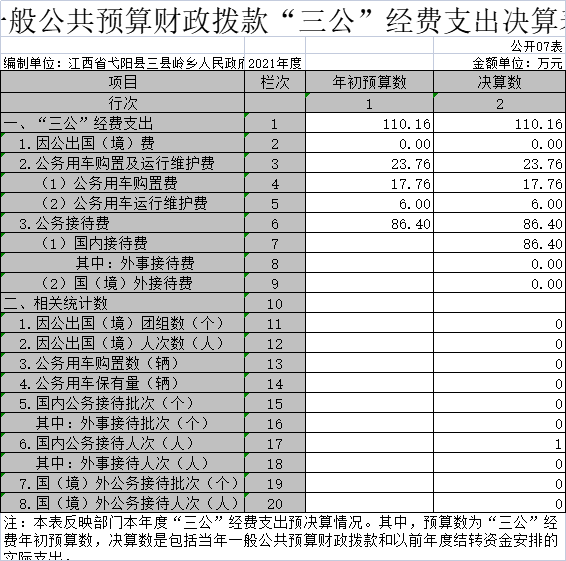 一般公共预算财政拨款“三公”经费支出决算表
公开07表
编制单位：江西省弋阳县三县岭乡人民政府 2021年度 金额单位：万元
项目 栏次 年初预算数 决算数
行次 1 2
一、“三公”经费支出 1 110.16 110.16
1.因公出国（境）费 2 0.00 0.00
2.公务用车购置及运行维护费 3 23.76 23.76
（1）公务用车购置费 4 17.76 17.76
（2）公务用车运行维护费 5 6.00 6.00
3.公务接待费 6 86.40 86.40
（1）国内接待费 7 86.40
其中：外事接待费 8 0.00
（2）国（境）外接待费 9 0.00
二、相关统计数 10
1.因公出国（境）团组数（个） 11 0
2.因公出国（境）人次数（人） 12 0
3.公务用车购置数（辆） 13 0
4.公务用车保有量（辆） 14 0
5.国内公务接待批次（个） 15 0
其中：外事接待批次（个） 16 0
6.国内公务接待人次（人） 17 1
其中：外事接待人次（人） 18 0
7.国（境）外公务接待批次（个） 19 0
8.国（境）外公务接待人次（人） 20 0
注：本表反映部门本年度“三公”经费支出预决算情况。其中，预算数为“三公”经
费年初预算数，决算数是包括当年一般公共预算财政拨款和以前年度结转资金安排的
实际支出。